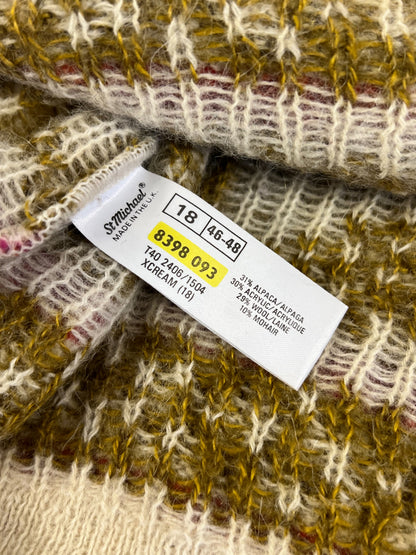 St Michael®
MADE IN THE U.K.
18 46-48
8398 093
T40 2406/1504
XCREAM (18)
31% ALPACA/ALPAGA
30% ACRYLIC/ACRYLIQUE
29% WOOL/LAINE
10% MOHAIR